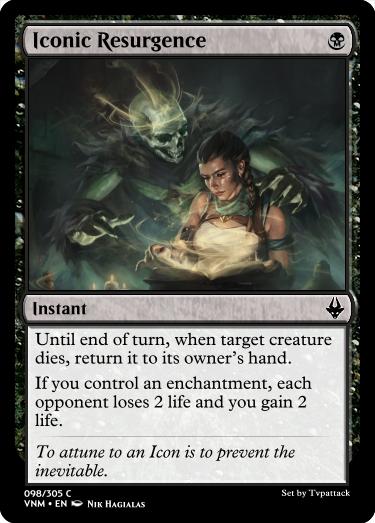 Iconic Resurgence
Instant
Until end of turn, when target creature
dies, return it to its owner's hand.
If you control an enchantment, each
opponent loses 2 life and you gain 2
life.
To attune to an Icon is to prevent the
inevitable.
098/305 C
VNM • EN Nik Hagialas
Set by Tvpattack